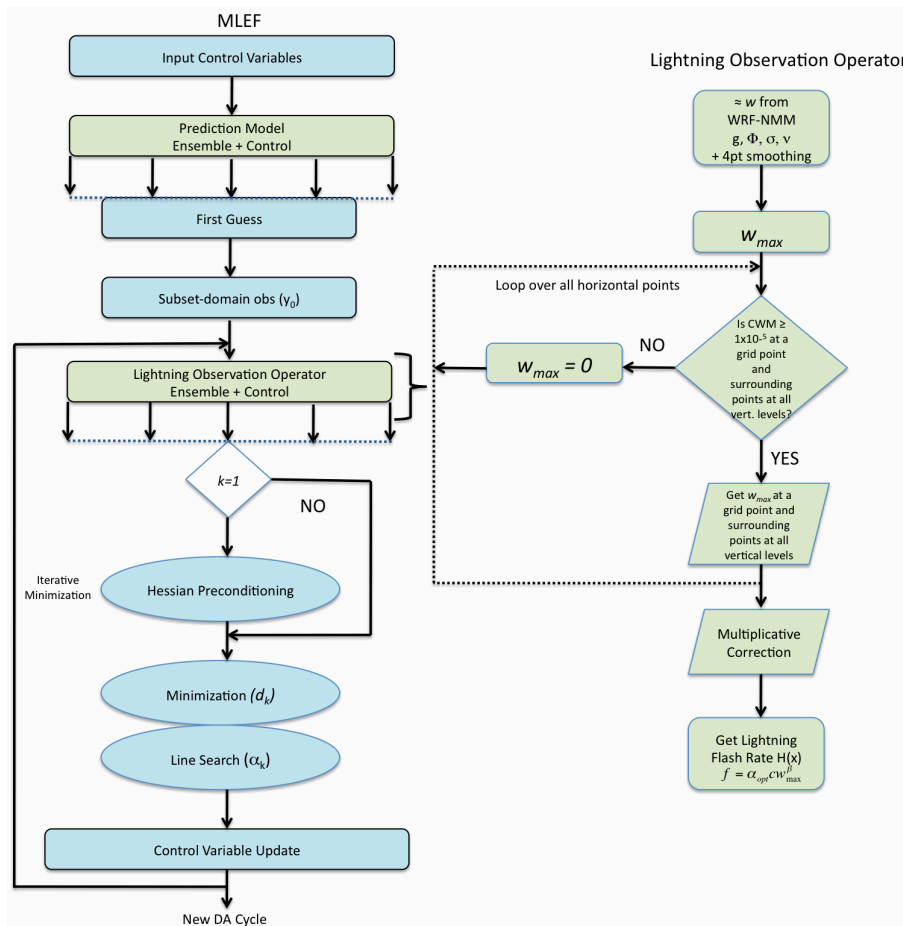 MLEF
Input Control Variables
Prediction Model
Ensemble + Control
First Guess
Subset-domain obs (y₀)
Lightning Observation Operator
Ensemble + Control
k=1
NO
Iterative
Minimization
Hessian Preconditioning
Minimization (dₖ)
Line Search (αₖ)
Control Variable Update
New DA Cycle
Lightning Observation Operator
≈ w from
WRF-NMM
g, Φ, σ, ν
+ 4pt smoothing
w_max
Loop over all horizontal points
Is CWM ≥
1x10⁻⁵ at a
grid point
and
surrounding
points at all
vert. levels?
NO
w_max = 0
YES
Get w_max at a
grid point and
surrounding
points at all
vertical levels
Multiplicative
Correction
Get Lightning
Flash Rate H(x)
f = α_opt c w_max^β